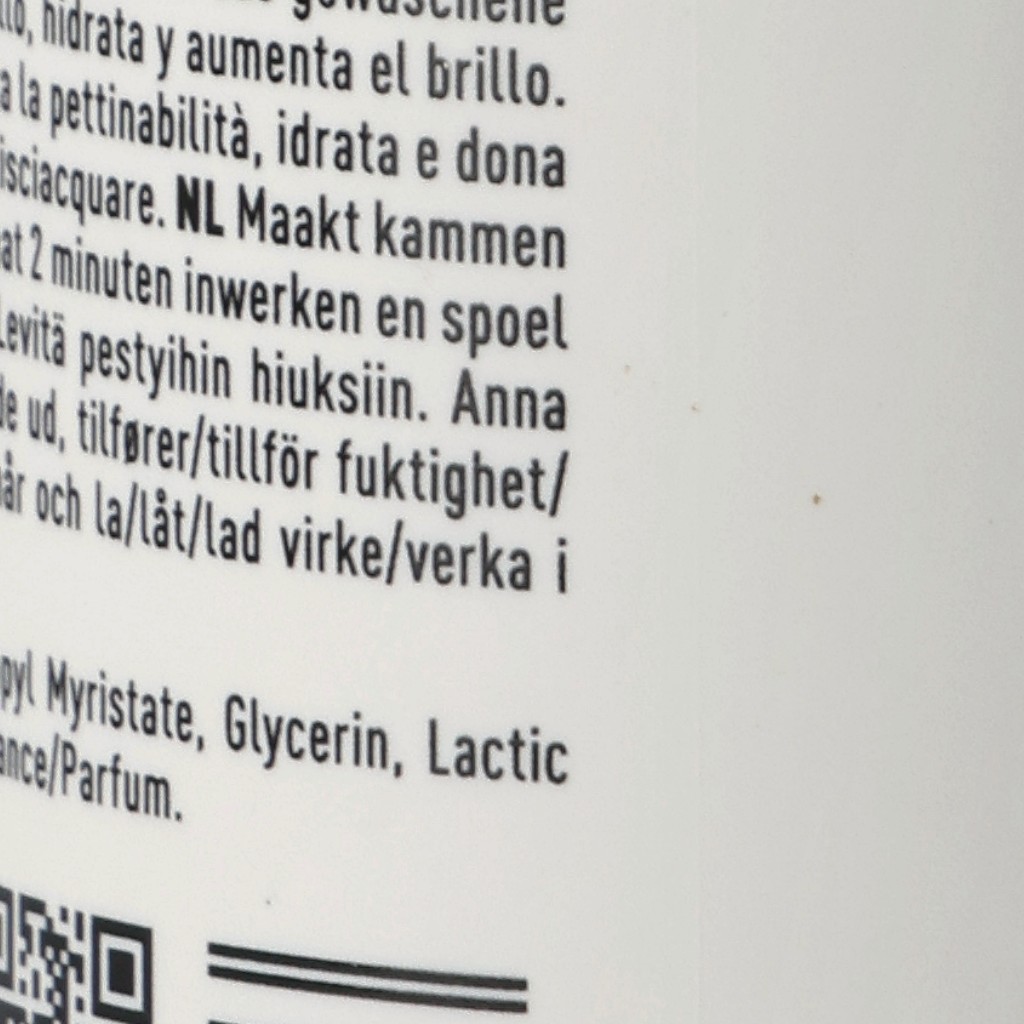 hidrata y aumenta el brillo.
a la pettinabilità, idrata e dona
isciacquare. NL Maakt kammen
at 2 minuten inwerken en spoel
Levitä pestyihin hiuksiin. Anna
de ud, tilfører/tillför fuktighet/
år och la/låt/lad virke/verka i
pyl Myristate, Glycerin, Lactic
ance/Parfum.